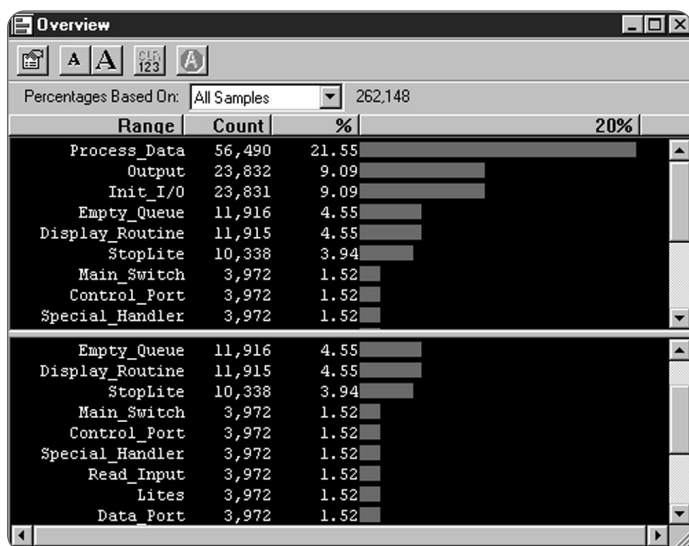 Overview
A A CLR 123 A
Percentages Based On: All Samples 262,148
Range Count % 20%
Process_Data 56,490 21.55
Output 23,832 9.09
Init_I/O 23,831 9.09
Empty_Queue 11,916 4.55
Display_Routine 11,915 4.55
StopLite 10,338 3.94
Main_Switch 3,972 1.52
Control_Port 3,972 1.52
Special_Handler 3,972 1.52
Empty_Queue 11,916 4.55
Display_Routine 11,915 4.55
StopLite 10,338 3.94
Main_Switch 3,972 1.52
Control_Port 3,972 1.52
Special_Handler 3,972 1.52
Read_Input 3,972 1.52
Lites 3,972 1.52
Data_Port 3,972 1.52